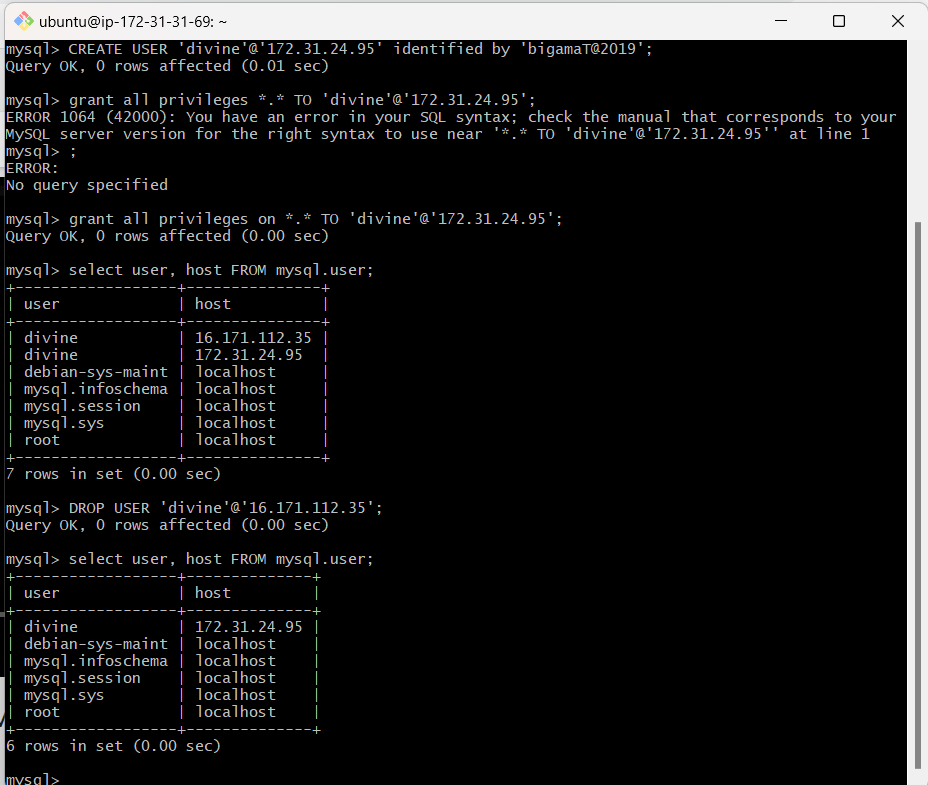 ubuntu@ip-172-31-31-69: ~
mysql> CREATE USER 'divine'@'172.31.24.95' identified by 'bigamaT@2019';
Query OK, 0 rows affected (0.01 sec)
mysql> grant all privileges *.* TO 'divine'@'172.31.24.95';
ERROR 1064 (42000): You have an error in your SQL syntax; check the manual that corresponds to your
MySQL server version for the right syntax to use near '*.* TO 'divine'@'172.31.24.95'' at line 1
mysql> ;
ERROR:
No query specified
mysql> grant all privileges on *.* TO 'divine'@'172.31.24.95';
Query OK, 0 rows affected (0.00 sec)
mysql> select user, host FROM mysql.user;
+------------------+---------------+
| user             | host          |
+------------------+---------------+
| divine           | 16.171.112.35 |
| divine           | 172.31.24.95  |
| debian-sys-maint | localhost     |
| mysql.infoschema | localhost     |
| mysql.session    | localhost     |
| mysql.sys        | localhost     |
| root             | localhost     |
+------------------+---------------+
7 rows in set (0.00 sec)
mysql> DROP USER 'divine'@'16.171.112.35';
Query OK, 0 rows affected (0.00 sec)
mysql> select user, host FROM mysql.user;
+------------------+--------------+
| user             | host         |
+------------------+--------------+
| divine           | 172.31.24.95 |
| debian-sys-maint | localhost    |
| mysql.infoschema | localhost    |
| mysql.session    | localhost    |
| mysql.sys        | localhost    |
| root             | localhost    |
+------------------+--------------+
6 rows in set (0.00 sec)
mysql>